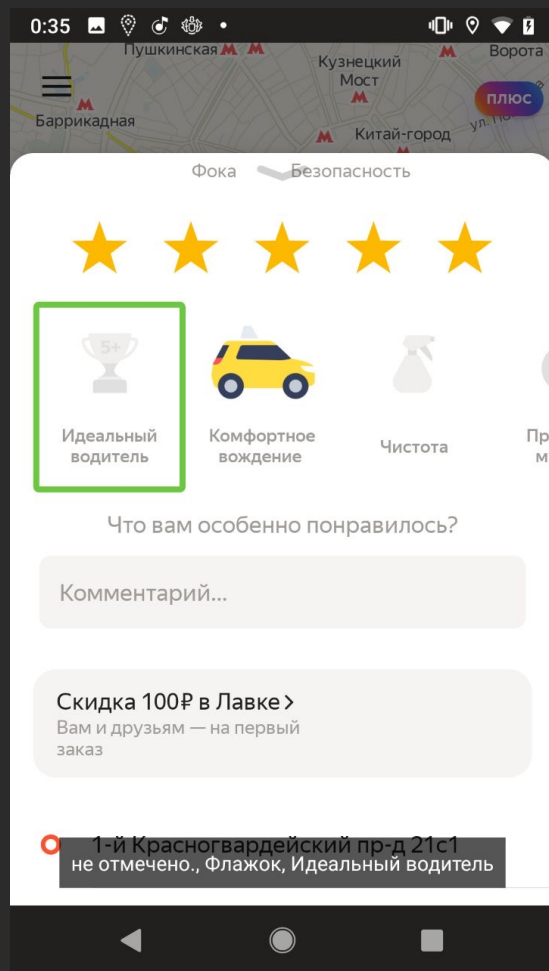 0:35
Пушкинская
Кузнецкий
Мост
Ворота
ПЛЮС
Баррикадная
Китай-город
ул.
Фока
Безопасность
5+
Идеальный
водитель
Комфортное
вождение
Чистота
Пр
м
Что вам особенно понравилось?
Комментарий...
Скидка 100₽ в Лавке >
Вам и друзьям — на первый
заказ
1-й Красногвардейский пр-д 21с1
не отмечено., Флажок, Идеальный водитель